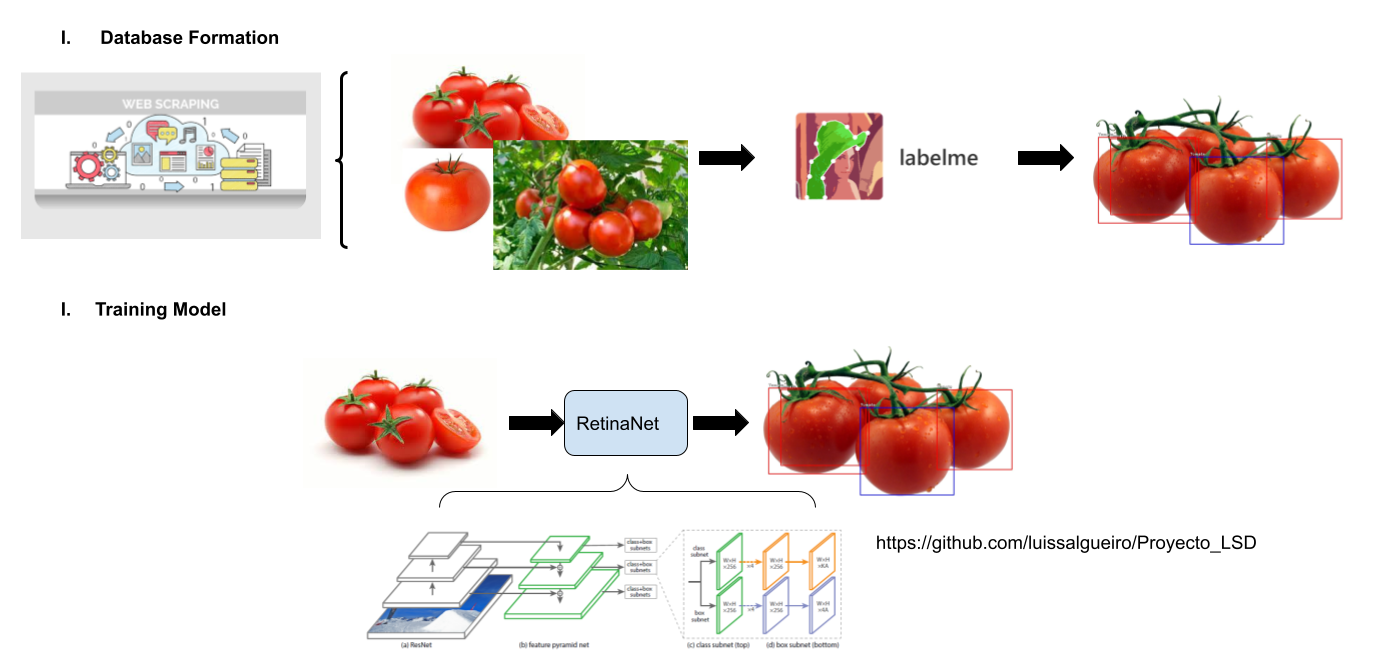 I. Database Formation
WEB SCRAPING
labelme
I. Training Model
RetinaNet
https://github.com/luissalgueiro/Proyecto_LSD
class+box
subnets
class+box
subnets
class+box
subnets
class
subnet
W×H
×256
×4
W×H
×256
W×H
×KA
box
subnet
W×H
×256
×4
W×H
×256
W×H
×4A
(a) ResNet
(b) feature pyramid net
(c) class subnet (top)
(d) box subnet (bottom)